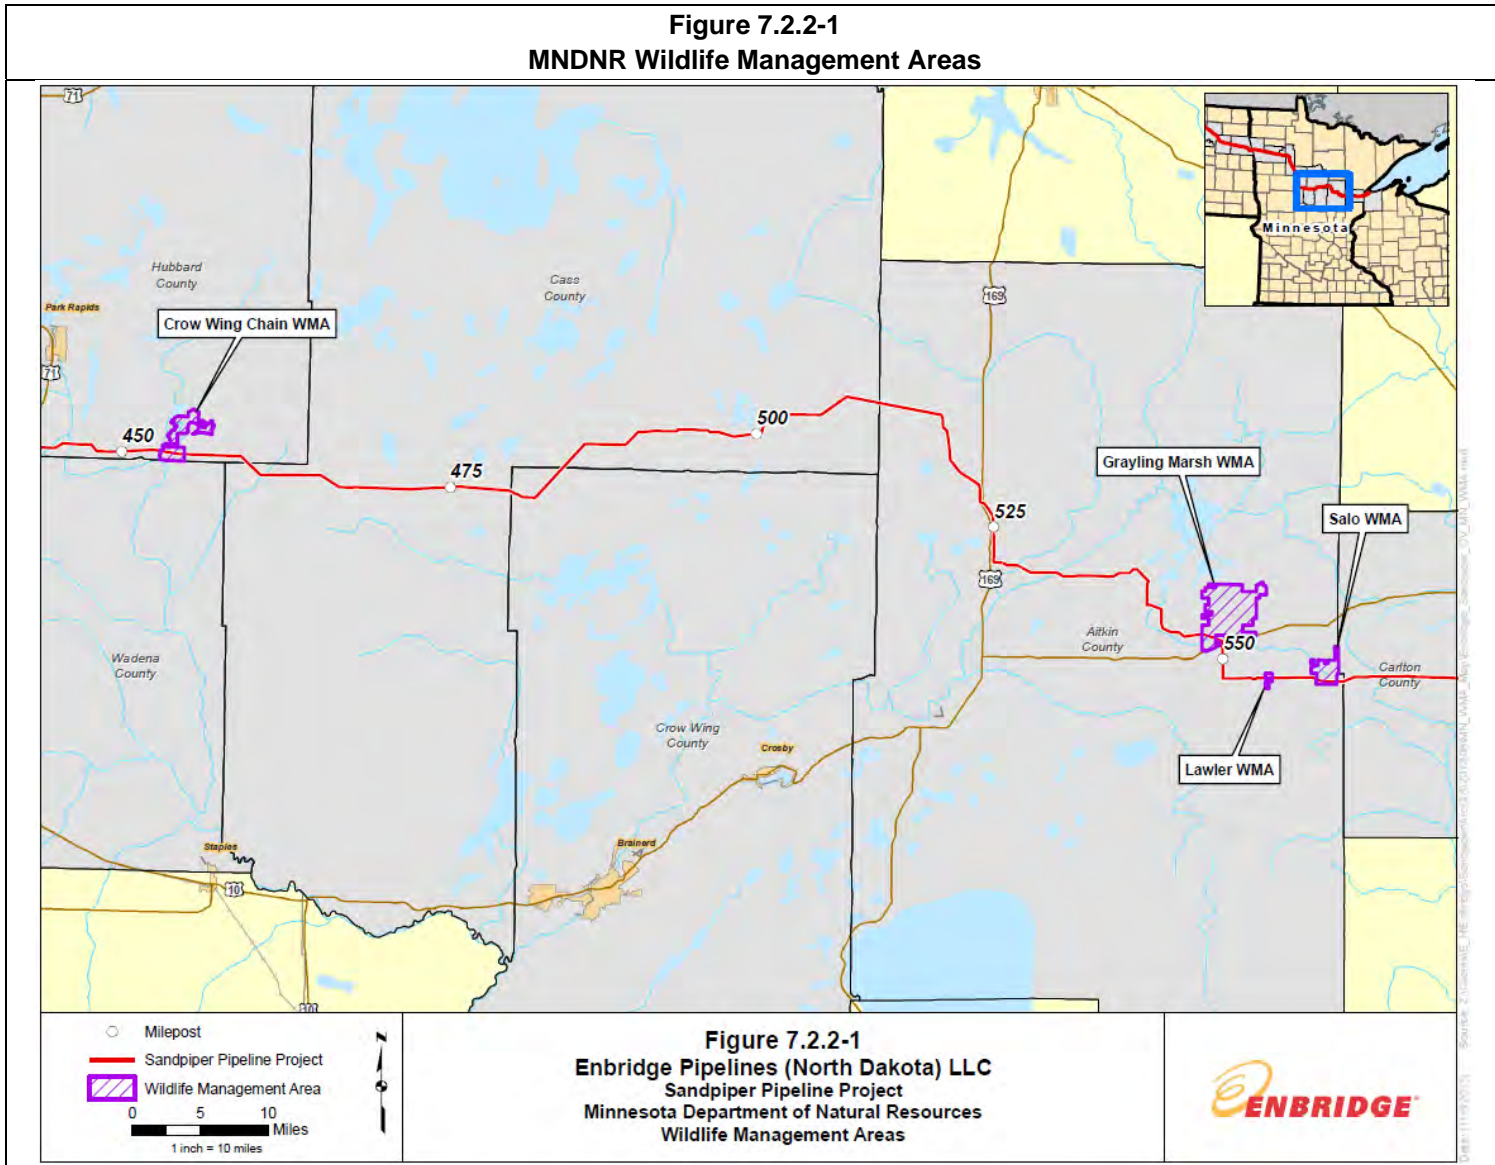 Figure 7.2.2-1
MNDNR Wildlife Management Areas
71
Minnesota
Hubbard
County
Cass
County
169
Park Rapids
Crow Wing Chain WMA
71
450
500
475
Grayling Marsh WMA
525
Salo WMA
169
Aitkin
County
550
Wadena
County
Carlton
County
Crow Wing
County
Crosby
Lawler WMA
Staples
Brainerd
10
10
Milepost
Sandpiper Pipeline Project
Wildlife Management Area
0 5 10
Miles
1 inch = 10 miles
N
Figure 7.2.2-1
Enbridge Pipelines (North Dakota) LLC
Sandpiper Pipeline Project
Minnesota Department of Natural Resources
Wildlife Management Areas
ENBRIDGE